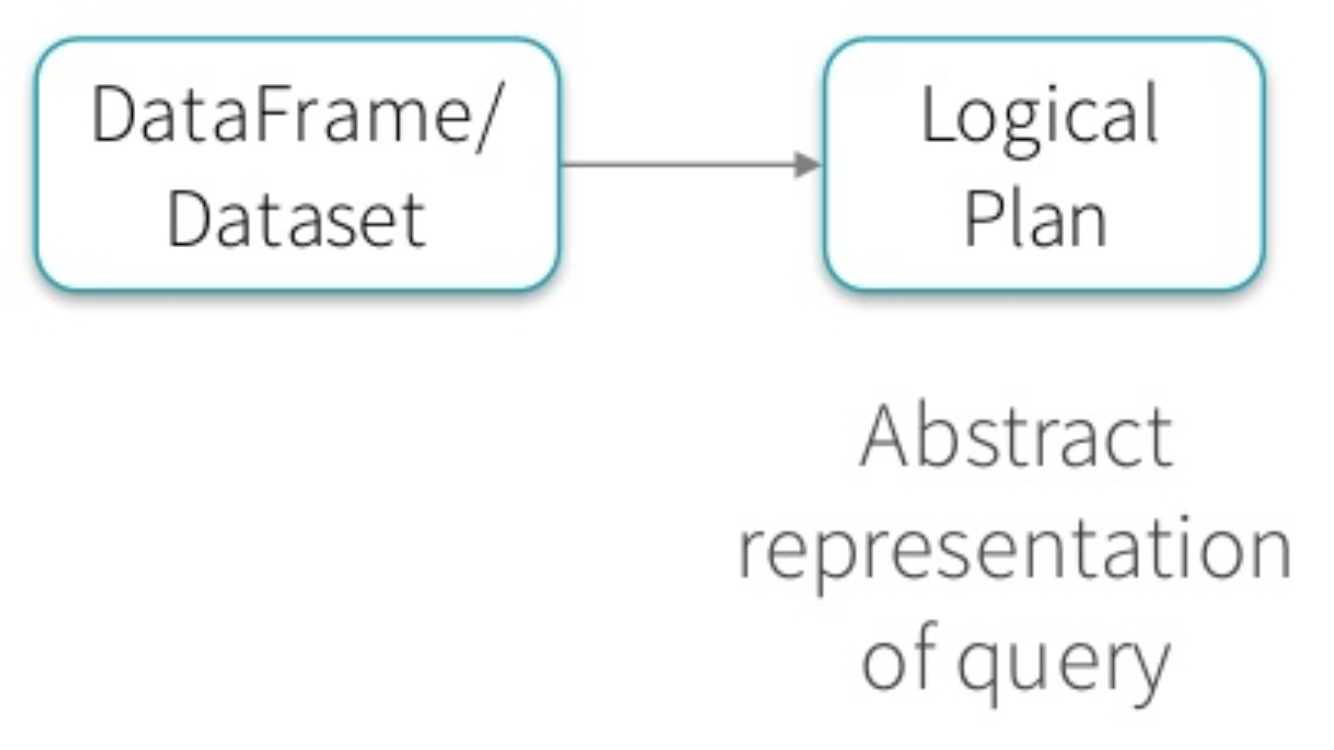 DataFrame/
Dataset
Logical
Plan
Abstract
representation
of query